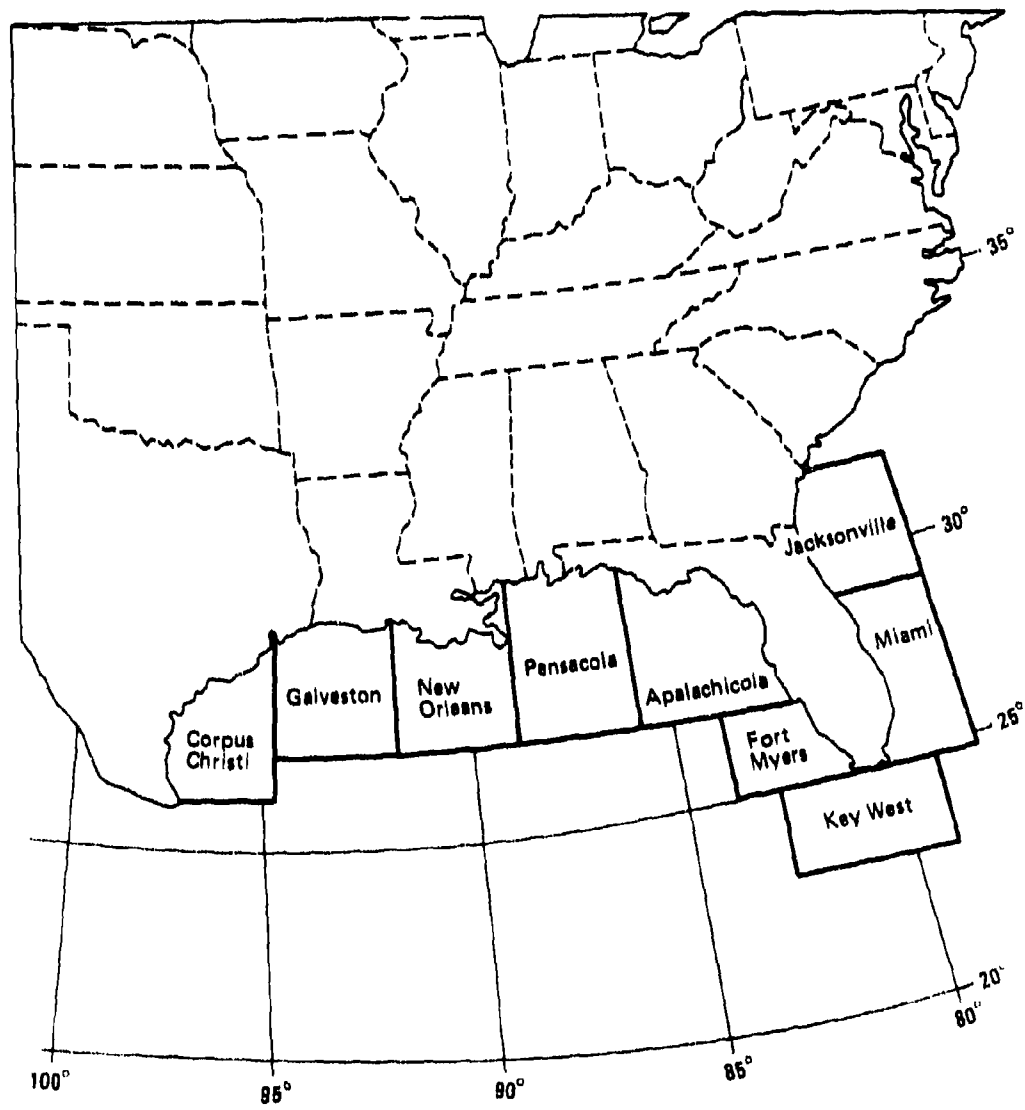 35°
Jacksonville
30°
Miami
Pensacola
Galveston
New
Orleans
Apalachicola
25°
Corpus
Christi
Fort
Myers
Key West
20°
80°
100°
95°
90°
85°